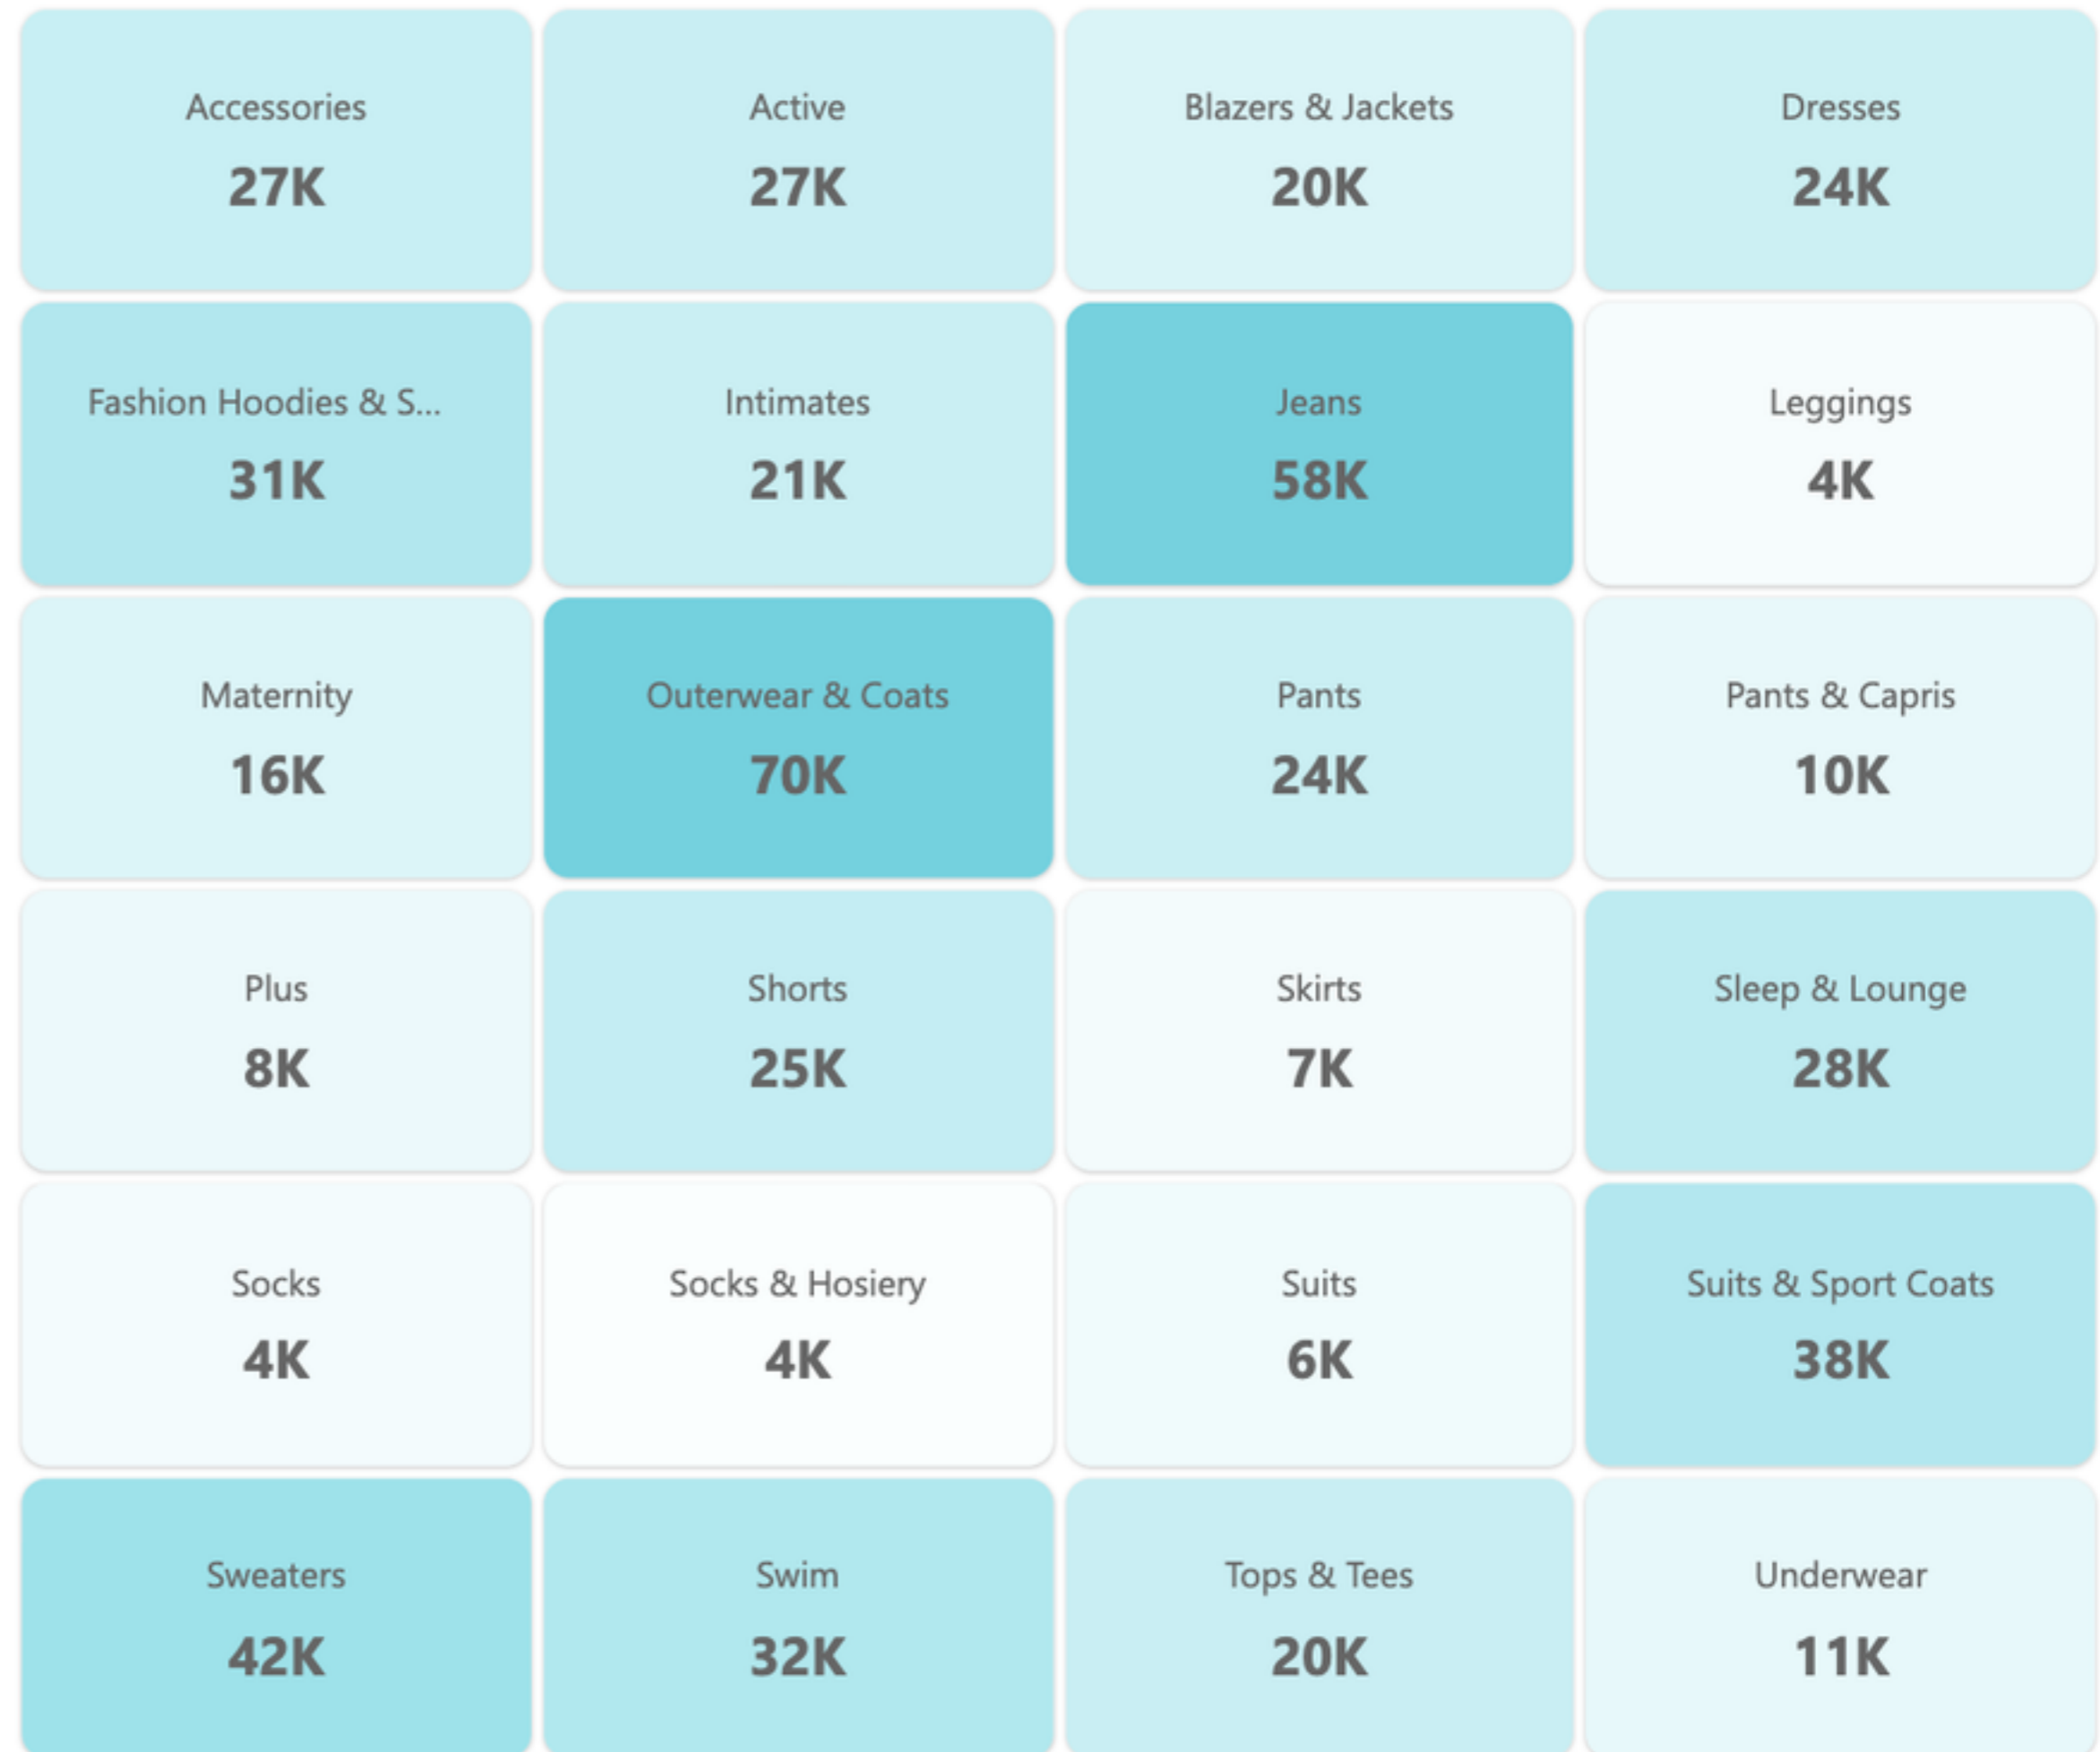 Accessories
27K
Active
27K
Blazers & Jackets
20K
Dresses
24K
Fashion Hoodies & S...
31K
Intimates
21K
Jeans
58K
Leggings
4K
Maternity
16K
Outerwear & Coats
70K
Pants
24K
Pants & Capris
10K
Plus
8K
Shorts
25K
Skirts
7K
Sleep & Lounge
28K
Socks
4K
Socks & Hosiery
4K
Suits
6K
Suits & Sport Coats
38K
Sweaters
42K
Swim
32K
Tops & Tees
20K
Underwear
11K